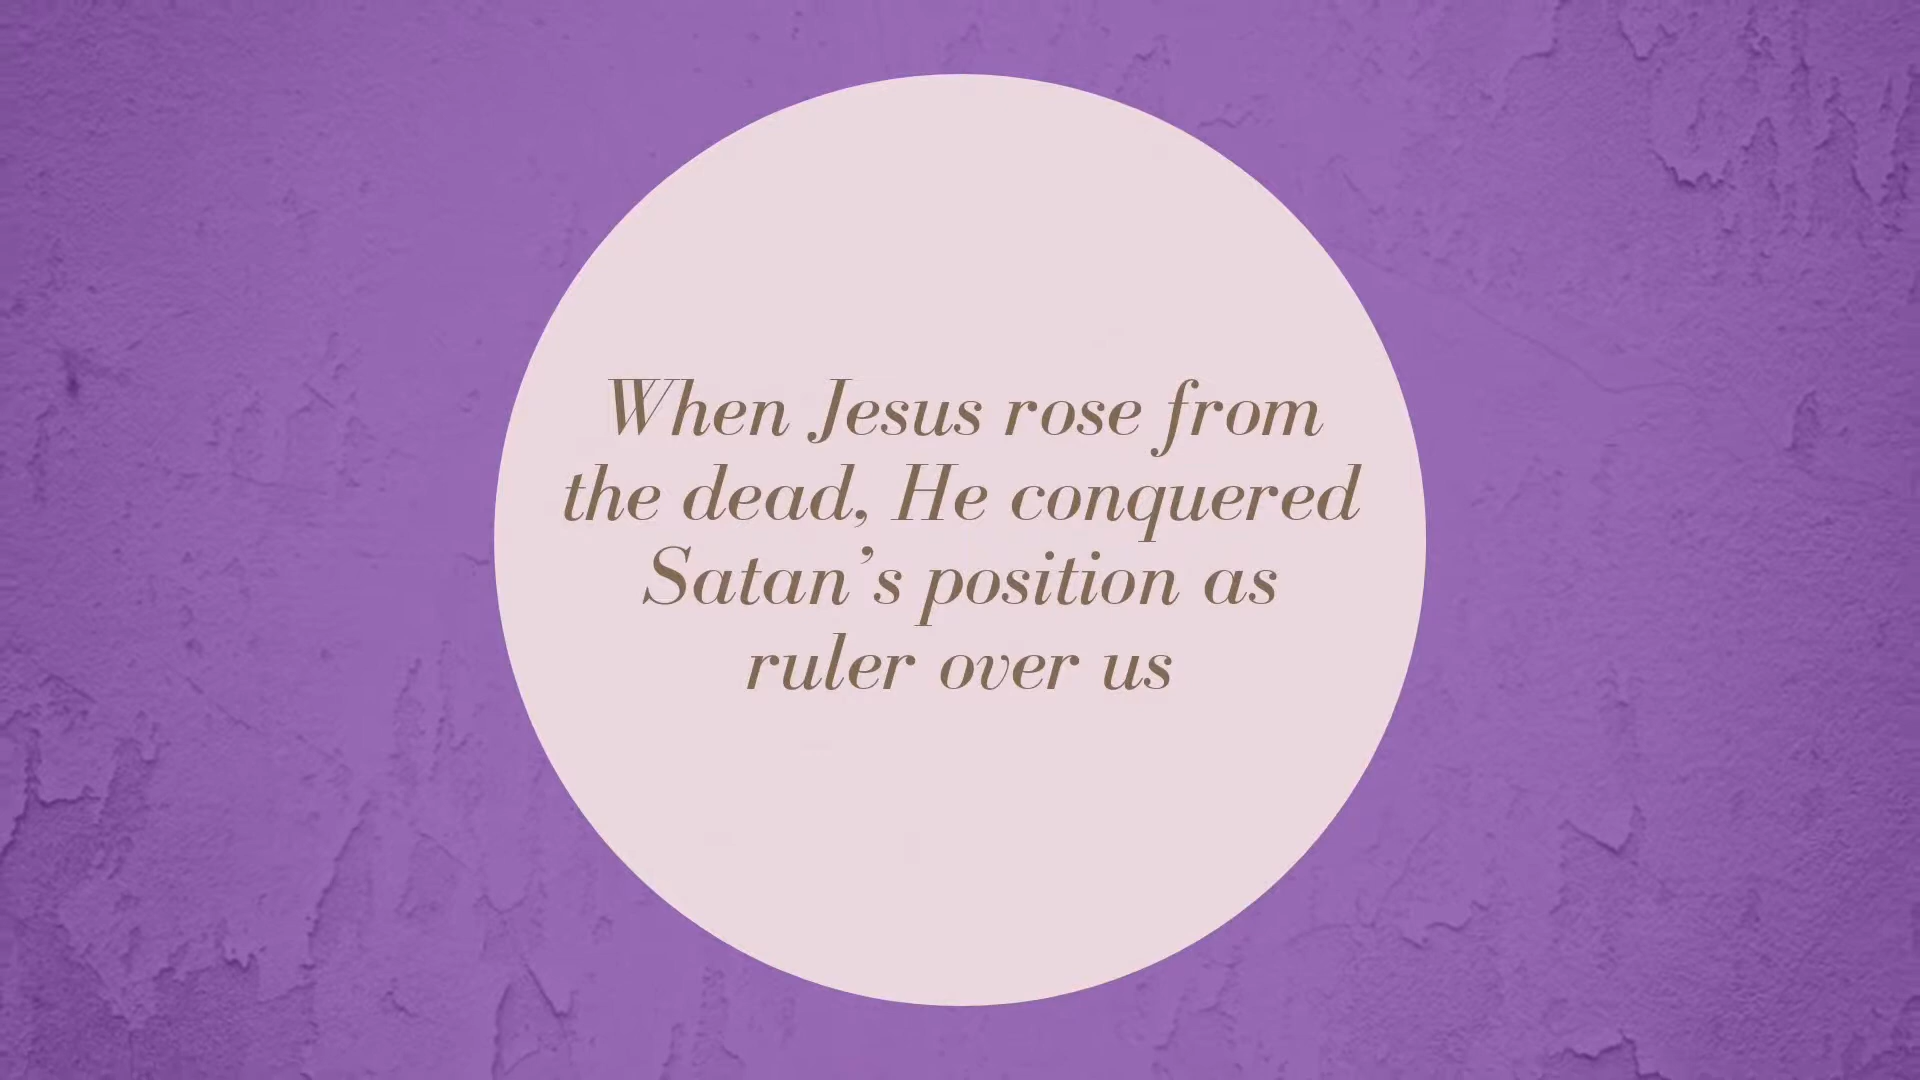 When Jesus rose from
the dead, He conquered
Satan’s position as
ruler over us